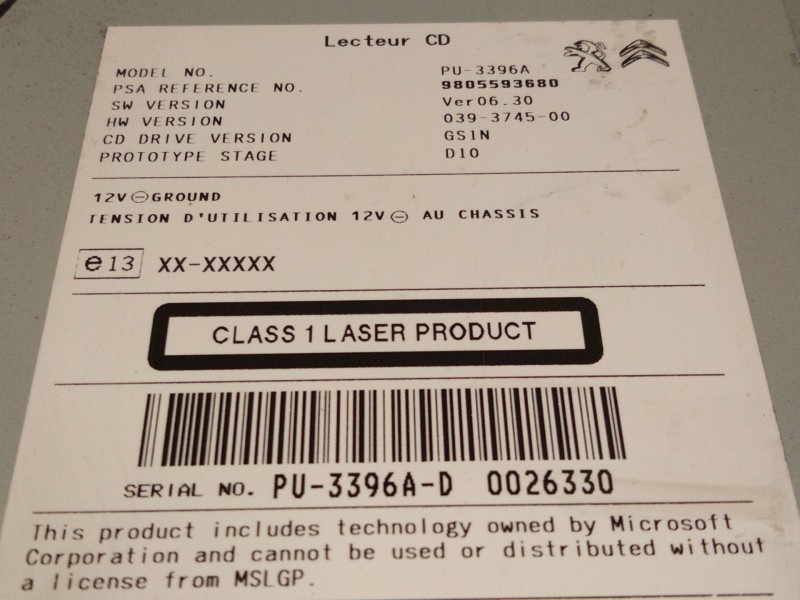 Lecteur CD
MODEL NO. PU-3396A
PSA REFERENCE NO. 9805593680
SW VERSION Ver06.30
HW VERSION 039-3745-00
CD DRIVE VERSION GS1N
PROTOTYPE STAGE D10
12V⊖GROUND
TENSION D'UTILISATION 12V⊖ AU CHASSIS
e13 XX-XXXXX
CLASS 1 LASER PRODUCT
SERIAL NO. PU-3396A-D 0026330
This product includes technology owned by Microsoft
Corporation and cannot be used or distributed without
a license from MSLGP.